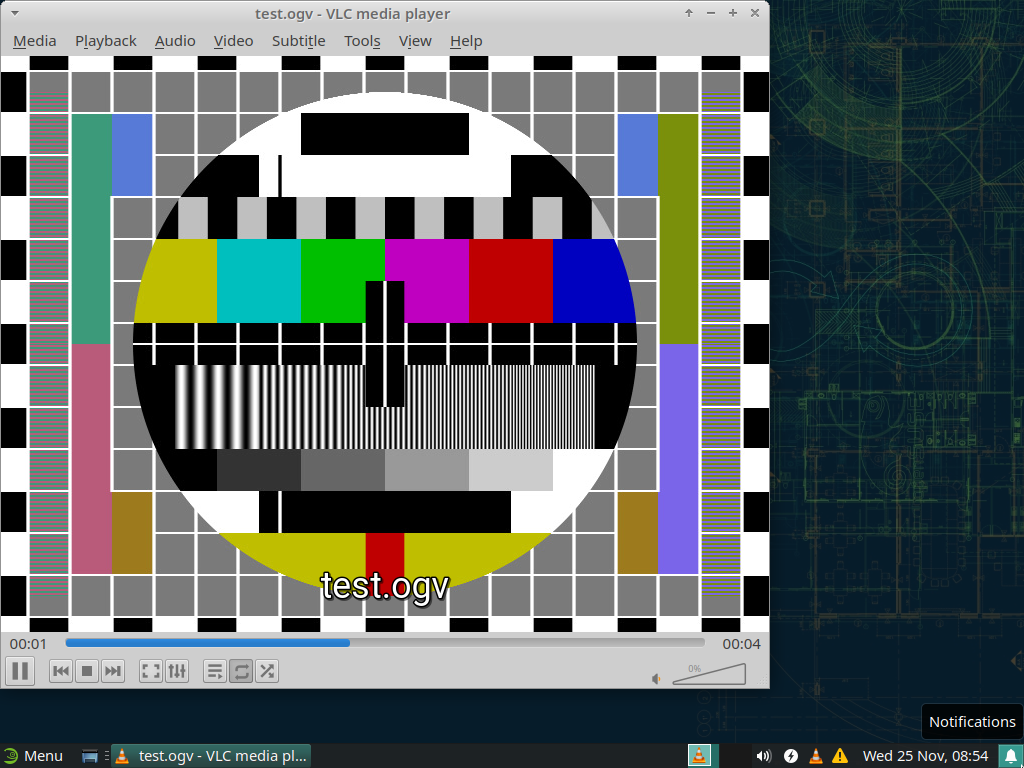 test.ogv - VLC media player
Media Playback Audio Video Subtitle Tools View Help
test.ogv
00:01 00:04
0%
Notifications
Menu test.ogv - VLC media pl... Wed 25 Nov, 08:54